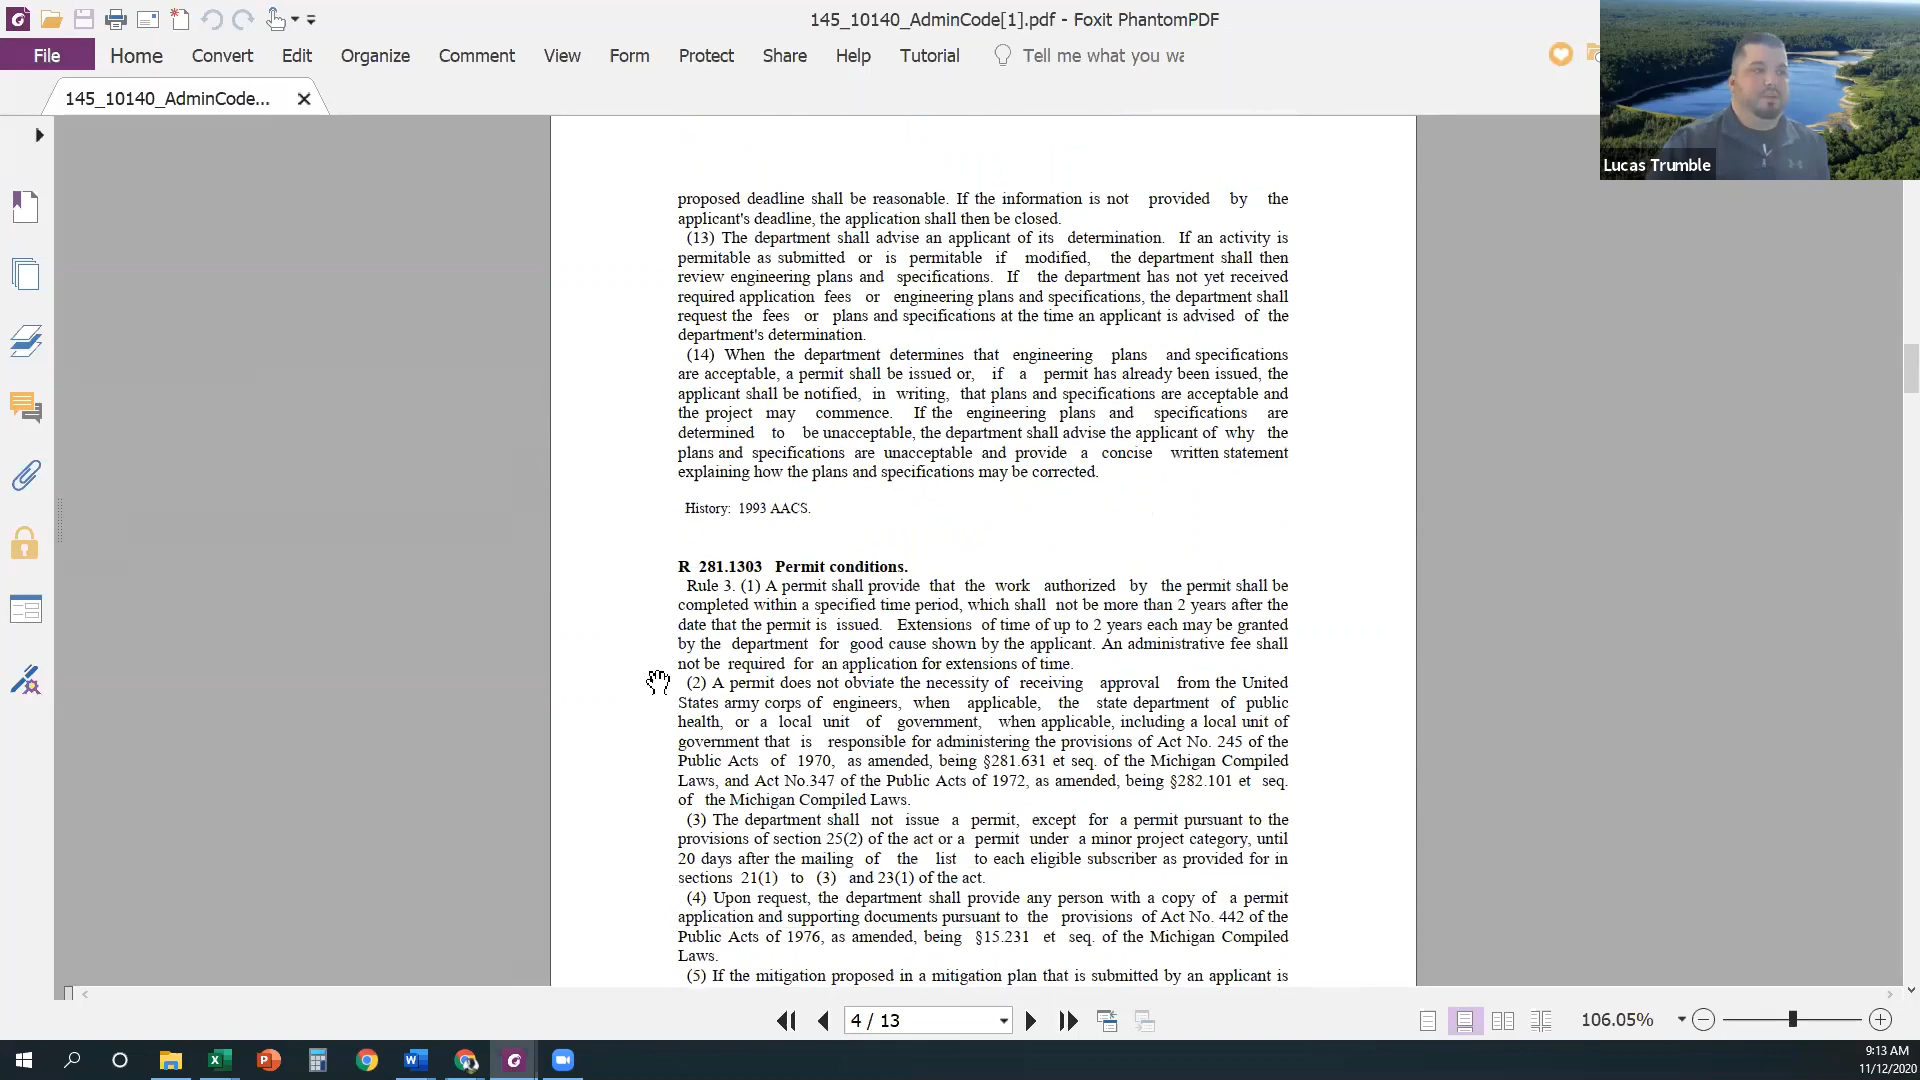 145_10140_AdminCode[1].pdf - Foxit PhantomPDF
File Home Convert Edit Organize Comment View Form Protect Share Help Tutorial Tell me what you wa
145_10140_AdminCode...
Lucas Trumble
proposed deadline shall be reasonable. If the information is not provided by the
applicant's deadline, the application shall then be closed.
(13) The department shall advise an applicant of its determination. If an activity is
permitable as submitted or is permitable if modified, the department shall then
review engineering plans and specifications. If the department has not yet received
required application fees or engineering plans and specifications, the department shall
request the fees or plans and specifications at the time an applicant is advised of the
department's determination.
(14) When the department determines that engineering plans and specifications
are acceptable, a permit shall be issued or, if a permit has already been issued, the
applicant shall be notified, in writing, that plans and specifications are acceptable and
the project may commence. If the engineering plans and specifications are
determined to be unacceptable, the department shall advise the applicant of why the
plans and specifications are unacceptable and provide a concise written statement
explaining how the plans and specifications may be corrected.
History: 1993 AACS.
R 281.1303 Permit conditions.
Rule 3. (1) A permit shall provide that the work authorized by the permit shall be
completed within a specified time period, which shall not be more than 2 years after the
date that the permit is issued. Extensions of time of up to 2 years each may be granted
by the department for good cause shown by the applicant. An administrative fee shall
not be required for an application for extensions of time.
(2) A permit does not obviate the necessity of receiving approval from the United
States army corps of engineers, when applicable, the state department of public
health, or a local unit of government, when applicable, including a local unit of
government that is responsible for administering the provisions of Act No. 245 of the
Public Acts of 1970, as amended, being §281.631 et seq. of the Michigan Compiled
Laws, and Act No.347 of the Public Acts of 1972, as amended, being §282.101 et seq.
of the Michigan Compiled Laws.
(3) The department shall not issue a permit, except for a permit pursuant to the
provisions of section 25(2) of the act or a permit under a minor project category, until
20 days after the mailing of the list to each eligible subscriber as provided for in
sections 21(1) to (3) and 23(1) of the act.
(4) Upon request, the department shall provide any person with a copy of a permit
application and supporting documents pursuant to the provisions of Act No. 442 of the
Public Acts of 1976, as amended, being §15.231 et seq. of the Michigan Compiled
Laws.
(5) If the mitigation proposed in a mitigation plan that is submitted by an applicant is
4 / 13
106.05%
9:13 AM
11/12/2020